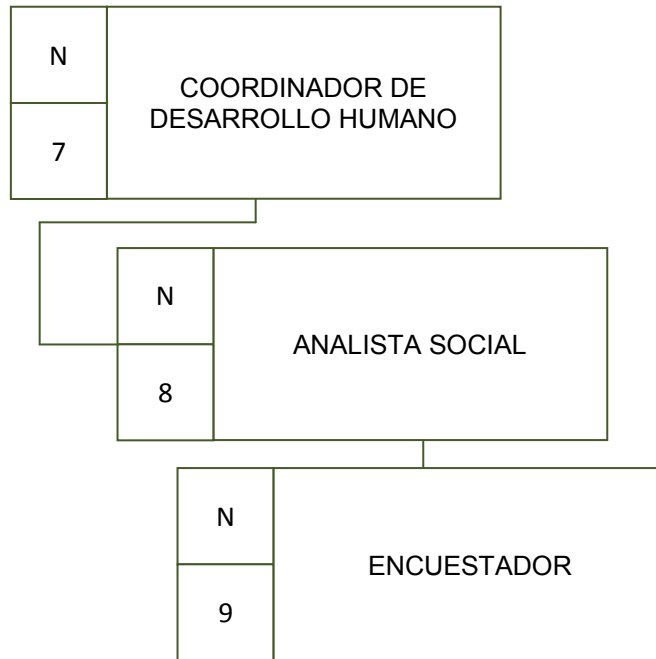 N
7
COORDINADOR DE
DESARROLLO HUMANO
N
8
ANALISTA SOCIAL
N
9
ENCUESTADOR